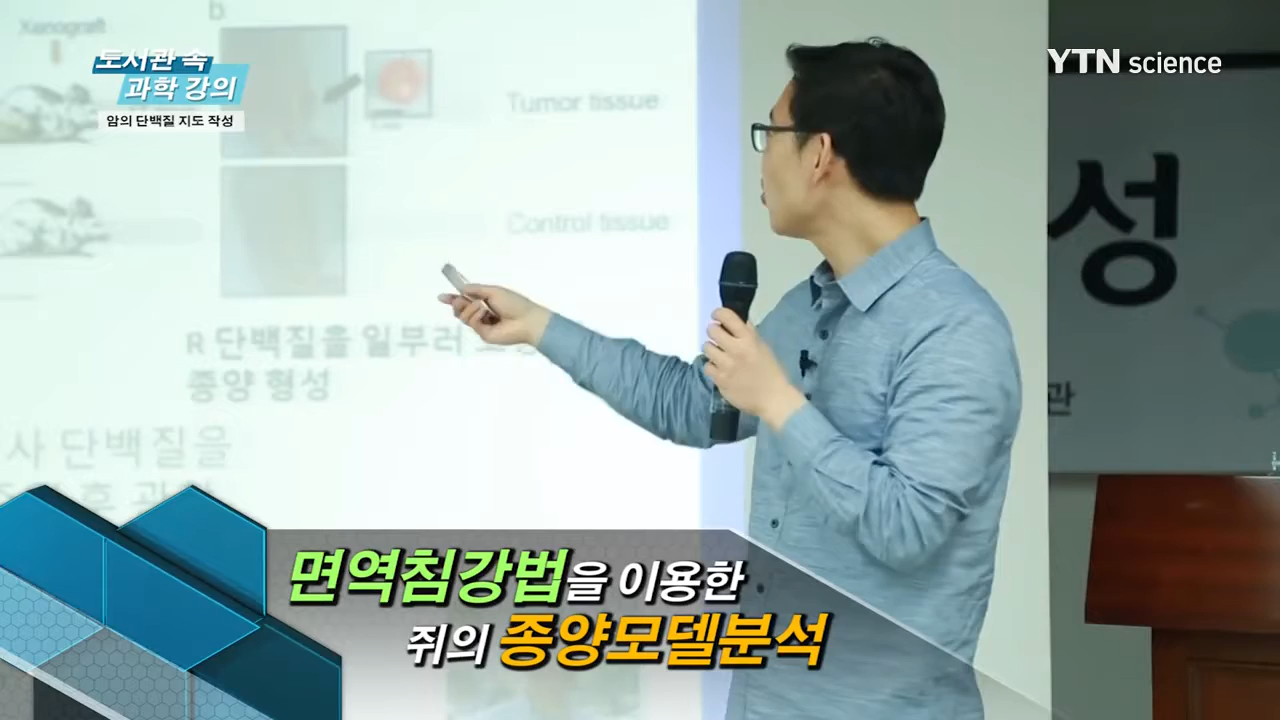 Xenograft
b
도서관 속
과학 강의
암의 단백질 지도 작성
YTN science
Tumor tissue
Control tissue
R 단백질을 일부러
종양 형성
사 단백질을
성
관
면역침강법을 이용한
쥐의 종양모델분석